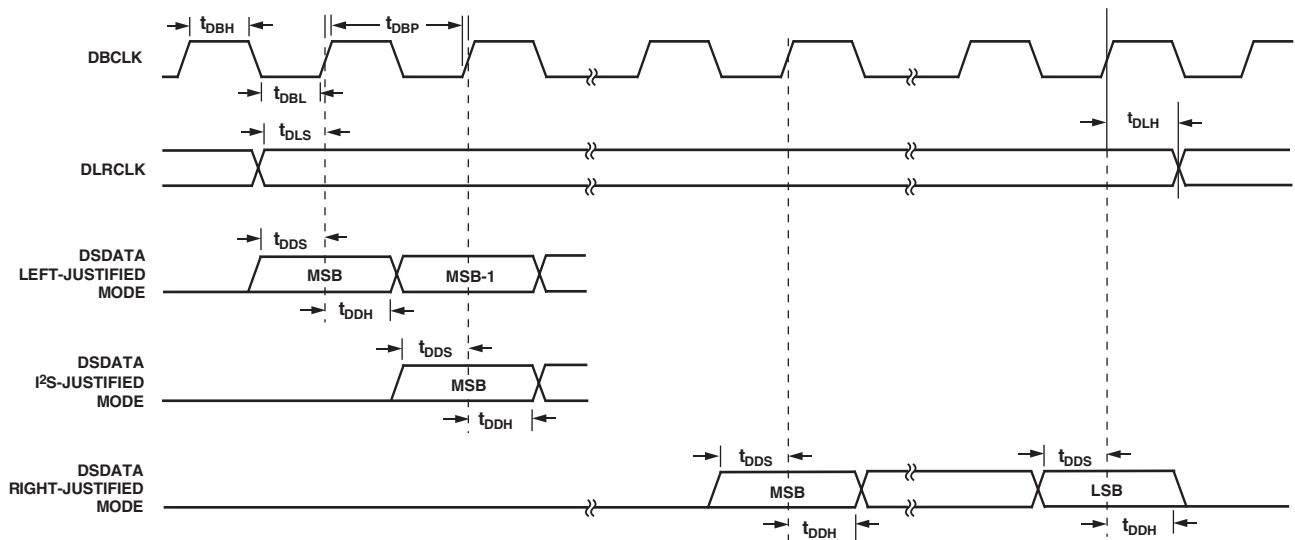 tDBH
tDBP
DBCLK
tDBL
tDLS
tDLH
DLRCLK
tDDS
DSDATA
LEFT-JUSTIFIED
MODE
MSB
MSB-1
tDDH
tDDS
DSDATA
I²S-JUSTIFIED
MODE
MSB
tDDH
tDDS
tDDS
DSDATA
RIGHT-JUSTIFIED
MODE
MSB
LSB
tDDH
tDDH